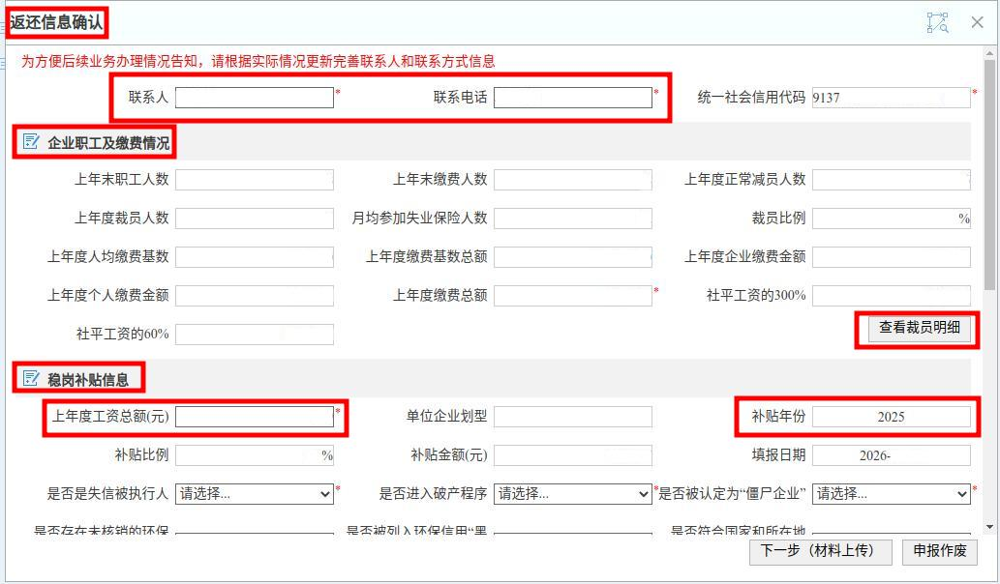 返还信息确认
为方便后续业务办理情况告知，请根据实际情况更新完善联系人和联系方式信息
联系人 * 联系电话 * 统一社会信用代码 9137 *
企业职工及缴费情况
上年末职工人数 上年末缴费人数 上年度正常减员人数
上年度裁员人数 月均参加失业保险人数 裁员比例 %
上年度人均缴费基数 上年度缴费基数总额 上年度企业缴费金额
上年度个人缴费金额 上年度缴费总额 * 社平工资的300%
社平工资的60% 查看裁员明细
稳岗补贴信息
上年度工资总额(元) * 单位企业划型 补贴年份 2025
补贴比例 % 补贴金额(元) 填报日期 2026-
是否是失信被执行人 请选择... * 是否进入破产程序 请选择... * 是否被认定为“僵尸企业” 请选择... *
是否存在未核销的环保 是否被列入环保信用“黑 是否符合国家和所在地
下一步（材料上传） 申报作废